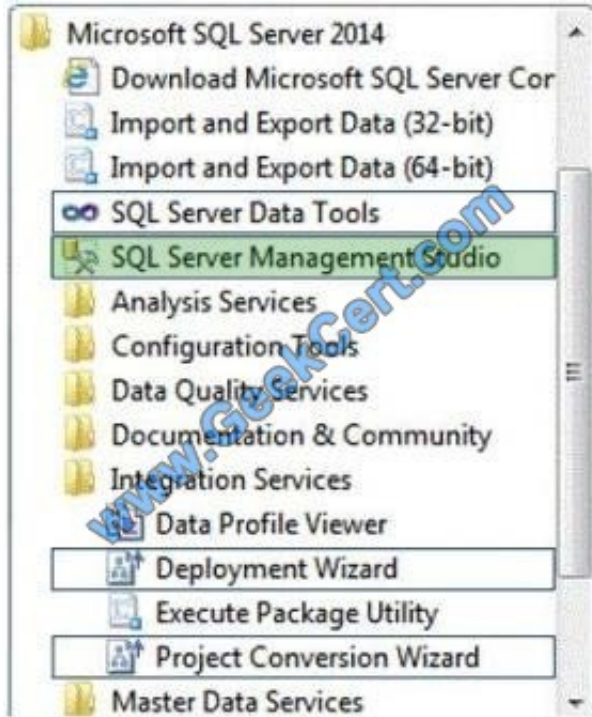 Microsoft SQL Server 2014
Download Microsoft SQL Server Cor
Import and Export Data (32-bit)
Import and Export Data (64-bit)
SQL Server Data Tools
SQL Server Management Studio
Analysis Services
Configuration Tools
Data Quality Services
Documentation & Community
Integration Services
Data Profile Viewer
Deployment Wizard
Execute Package Utility
Project Conversion Wizard
Master Data Services
www.GeekCert.com